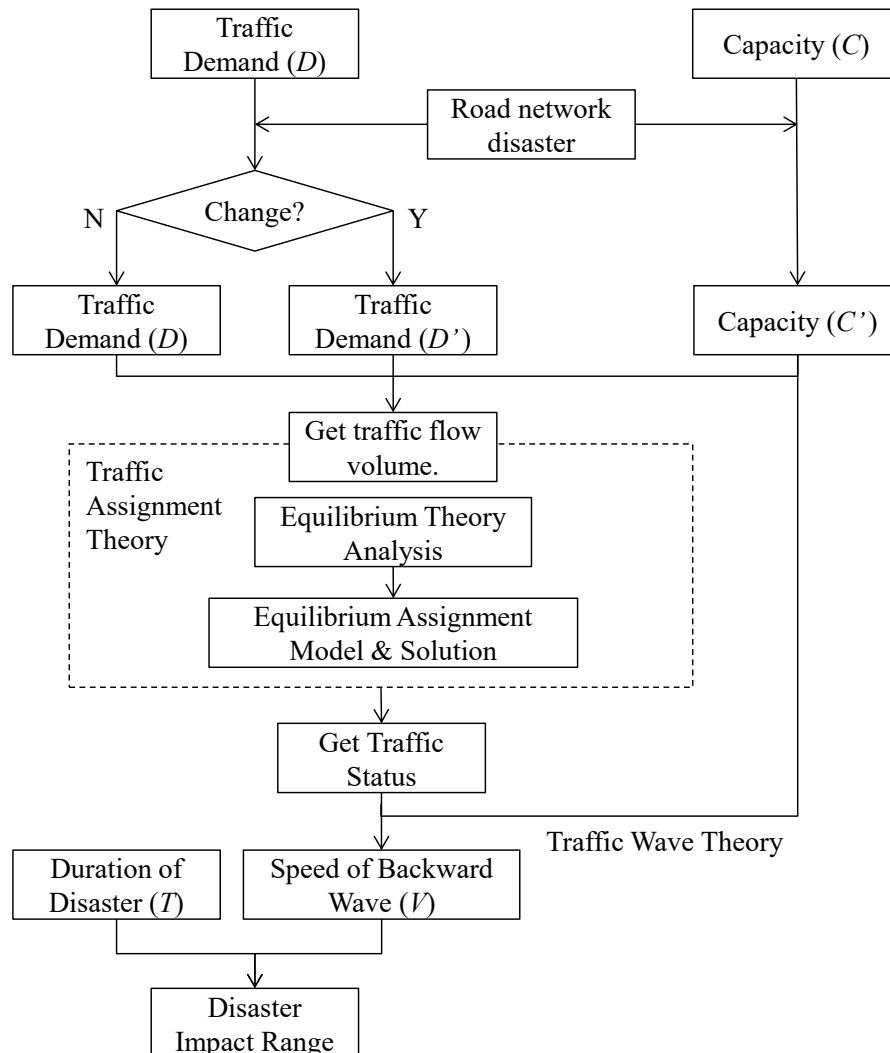 Traffic
Demand (D)
Capacity (C)
Road network
disaster
Change?
N
Y
Traffic
Demand (D)
Traffic
Demand (D’)
Capacity (C’)
Get traffic flow
volume.
Traffic
Assignment
Theory
Equilibrium Theory
Analysis
Equilibrium Assignment
Model & Solution
Get Traffic
Status
Traffic Wave Theory
Duration of
Disaster (T)
Speed of Backward
Wave (V)
Disaster
Impact Range